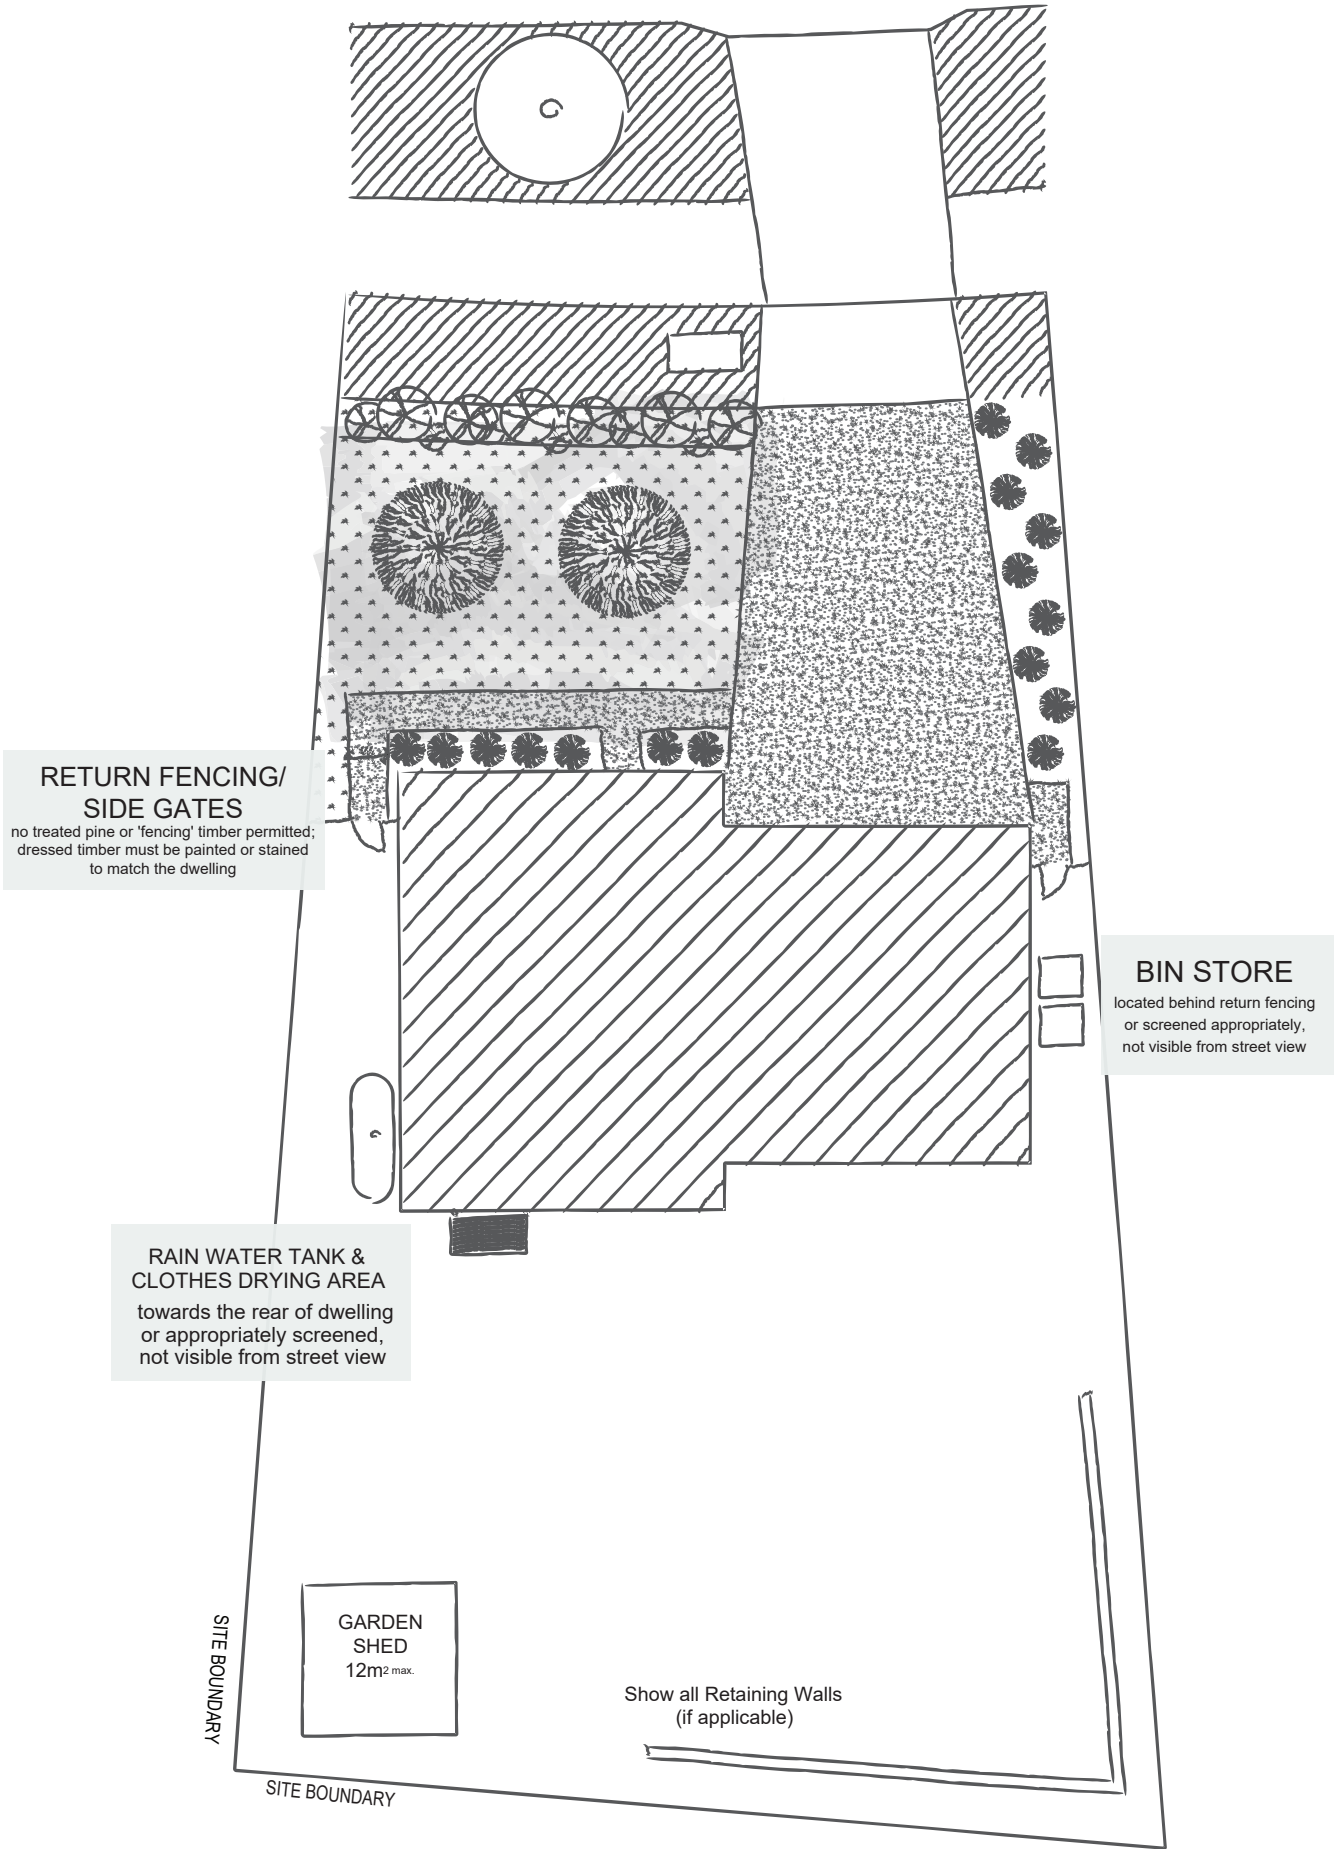 RETURN FENCING/
SIDE GATES
no treated pine or 'fencing' timber permitted;
dressed timber must be painted or stained
to match the dwelling
BIN STORE
located behind return fencing
or screened appropriately,
not visible from street view
RAIN WATER TANK &
CLOTHES DRYING AREA
towards the rear of dwelling
or appropriately screened,
not visible from street view
GARDEN
SHED
12m² max.
Show all Retaining Walls
(if applicable)
SITE BOUNDARY
SITE BOUNDARY